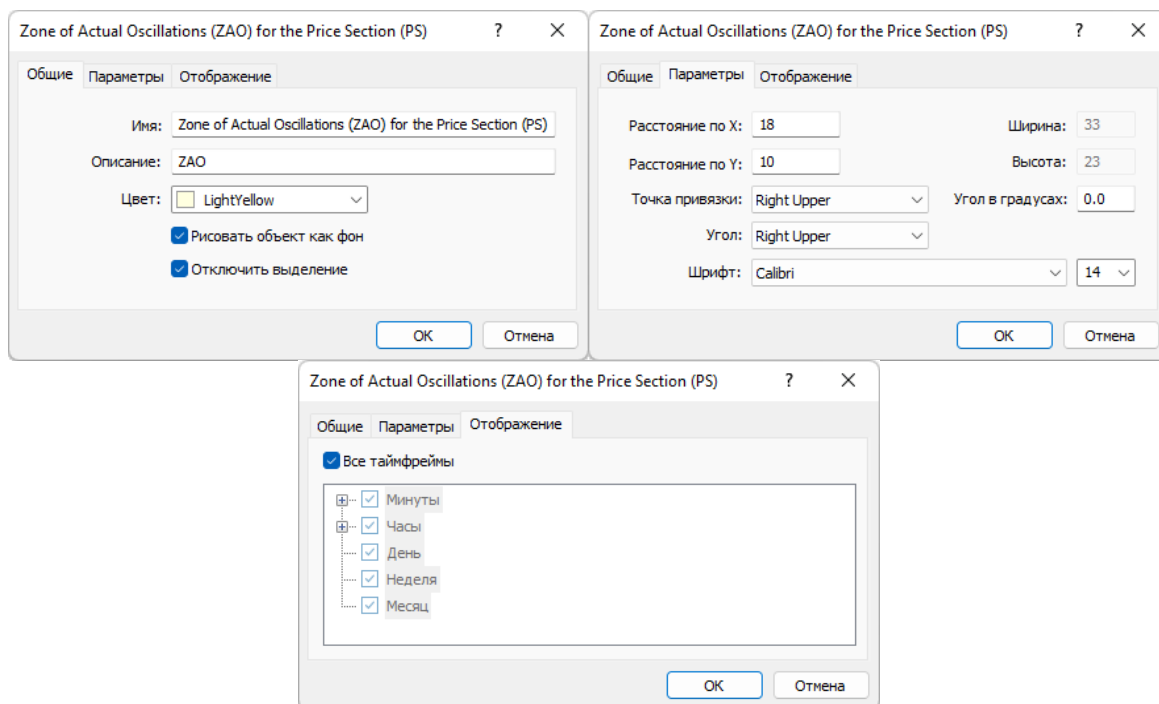 Zone of Actual Oscillations (ZAO) for the Price Section (PS) ?
Общие Параметры Отображение
Имя: Zone of Actual Oscillations (ZAO) for the Price Section (PS)
Описание: ZAO
Цвет: LightYellow
Рисовать объект как фон
Отключить выделение
OK Отмена
Zone of Actual Oscillations (ZAO) for the Price Section (PS) ?
Общие Параметры Отображение
Расстояние по X: 18 Ширина: 33
Расстояние по Y: 10 Высота: 23
Точка привязки: Right Upper Угол в градусах: 0.0
Угол: Right Upper
Шрифт: Calibri 14
OK Отмена
Zone of Actual Oscillations (ZAO) for the Price Section (PS) ?
Общие Параметры Отображение
Все таймфреймы
Минуты
Часы
День
Неделя
Месяц
OK Отмена